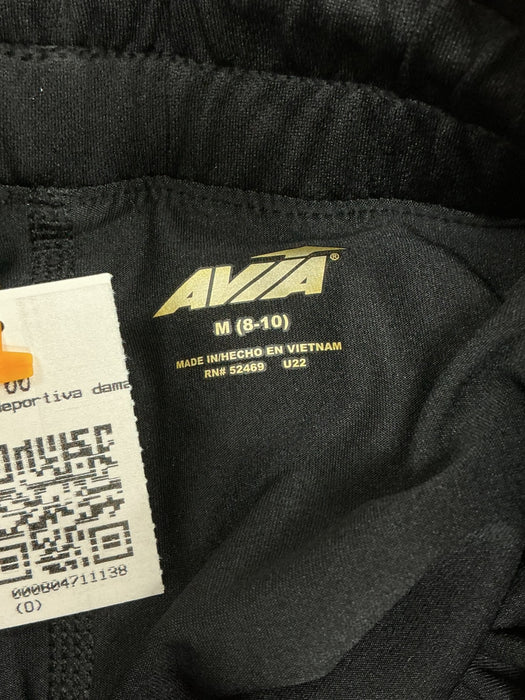 AVIA®
M (8-10)
MADE IN/HECHO EN VIETNAM
RN# 52469 U22
00
deportiva dama
000804711138
(0)